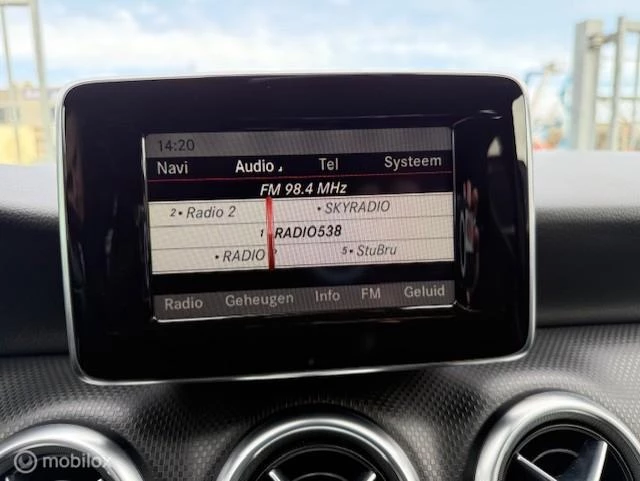 14:20
Navi Audio Tel Systeem
FM 98.4 MHz
2• Radio 2 • SKYRADIO
1 RADIO538
• RADIO 5• StuBru
Radio Geheugen Info FM Geluid
mobilox